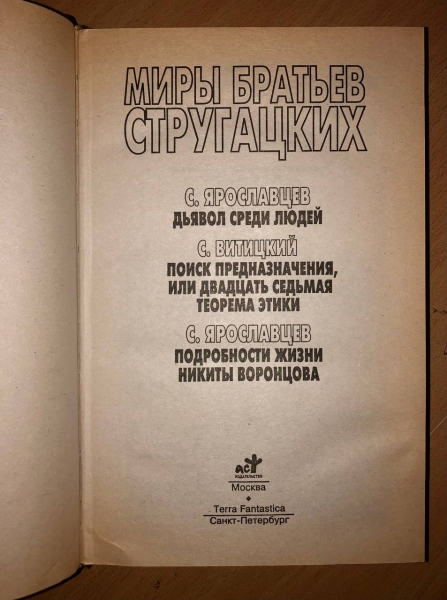 МИРЫ БРАТЬЕВ
СТРУГАЦКИХ
С. ЯРОСЛАВЦЕВ
ДЬЯВОЛ СРЕДИ ЛЮДЕЙ
С. ВИТИЦКИЙ
ПОИСК ПРЕДНАЗНАЧЕНИЯ,
ИЛИ ДВАДЦАТЬ СЕДЬМАЯ
ТЕОРЕМА ЭТИКИ
С. ЯРОСЛАВЦЕВ
ПОДРОБНОСТИ ЖИЗНИ
НИКИТЫ ВОРОНЦОВА
аст
ИЗДАТЕЛЬСТВО
Москва
Terra Fantastica
Санкт-Петербург